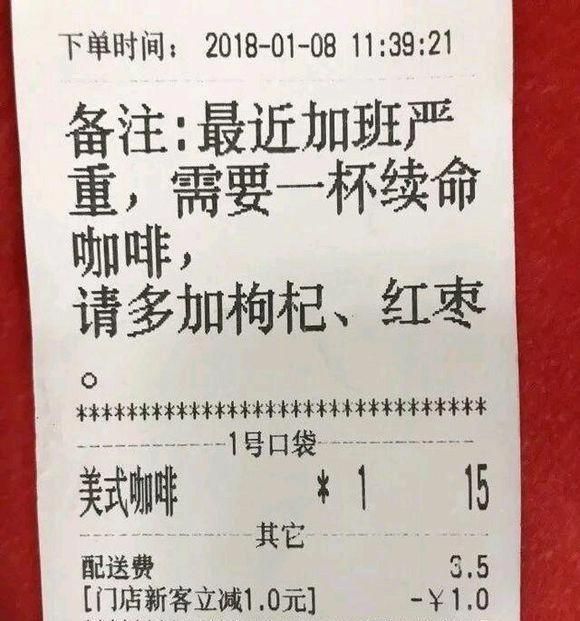 下单时间： 2018-01-08 11:39:21
备注:最近加班严
重，需要一杯续命
咖啡，
请多加枸杞、红枣
。
********************************
1号口袋
美式咖啡 * 1 15
其它
配送费 3.5
[门店新客立减1.0元] -￥1.0